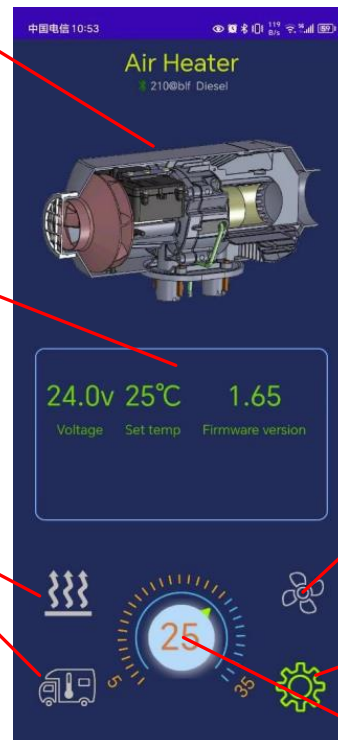 中国电信 10:53
119 B/s
Air Heater
210@blf Diesel
24.0v 25℃ 1.65
Voltage Set temp Firmware version
25
5
35